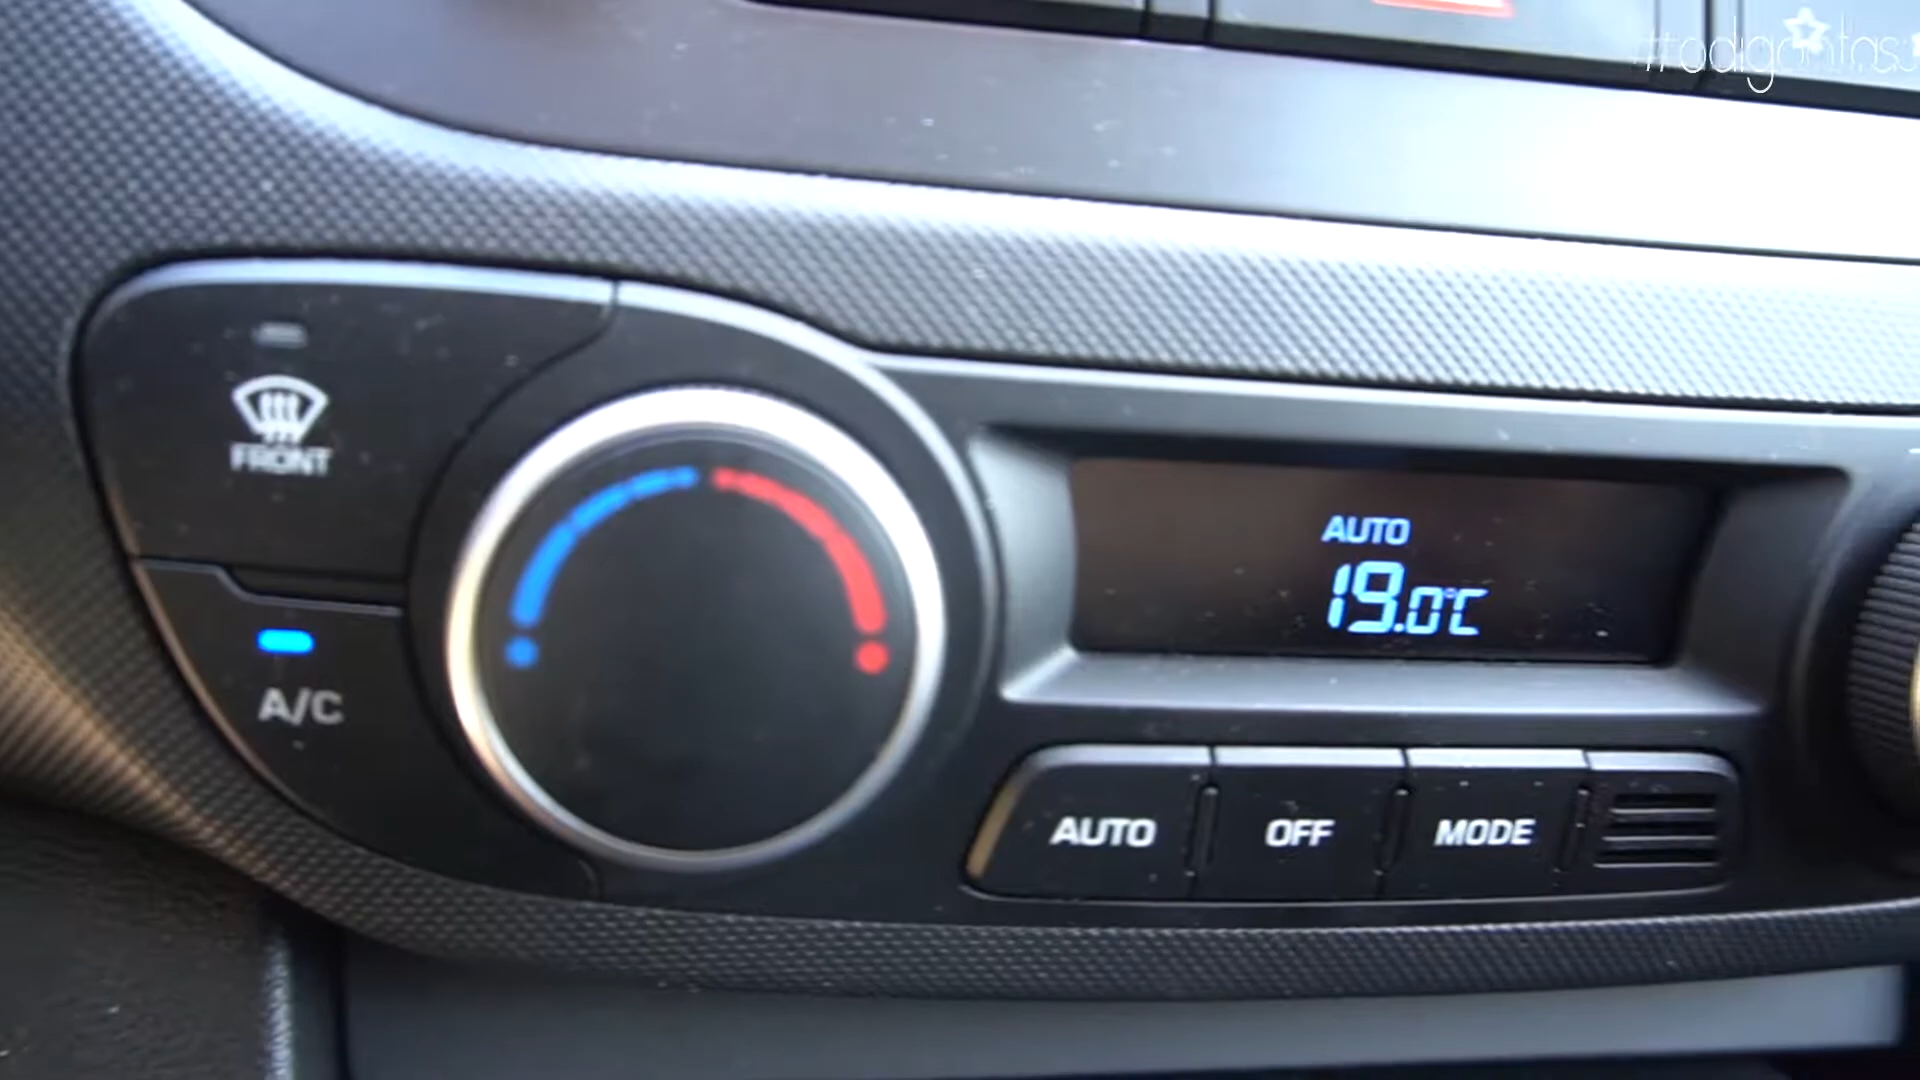 FRONT
A/C
AUTO
19.0°C
AUTO
OFF
MODE